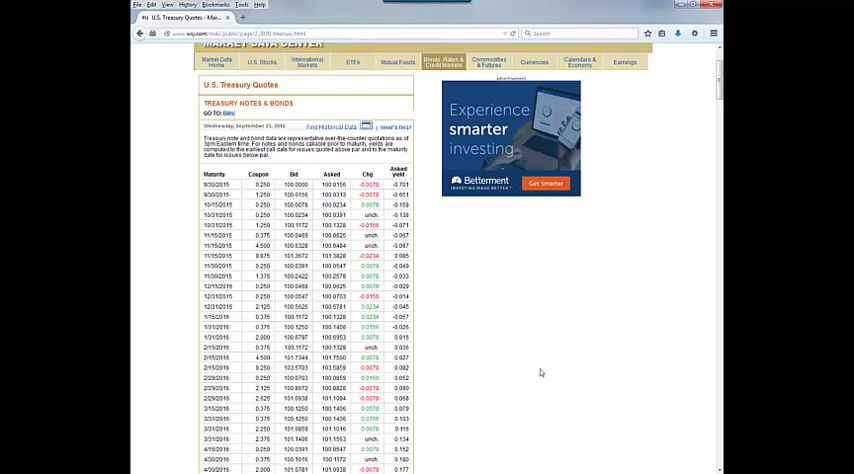 File Edit View History Bookmarks Tools Help
U.S. Treasury Quotes - Mar...
www.wsj.com/mdc/public/page/2_3020-treasury.html
Search
MARKET DATA CENTER
Market Data Home
U.S. Stocks
International Markets
ETFs
Mutual Funds
Bonds, Rates & Credit Markets
Commodities & Futures
Currencies
Calendars & Economy
Earnings
advertisement
U.S. Treasury Quotes
TREASURY NOTES & BONDS
GO TO: Bills
Wednesday, September 23, 2015
Find Historical Data | WHAT'S THIS?
Treasury note and bond data are representative over-the-counter quotations as of
3pm Eastern time. For notes and bonds callable prior to maturity, yields are
computed to the earliest call date for issues quoted above par and to the maturity
date for issues below par.
Maturity Coupon Bid Asked Chg Asked yield
9/30/2015 0.250 100.0000 100.0156 -0.0078 -0.701
9/30/2015 1.250 100.0156 100.0313 -0.0078 -0.651
10/15/2015 0.250 100.0078 100.0234 0.0078 -0.158
10/31/2015 0.250 100.0234 100.0391 unch. -0.138
10/31/2015 1.250 100.1172 100.1328 -0.0156 -0.071
11/15/2015 0.375 100.0469 100.0625 unch. -0.067
11/15/2015 4.500 100.6328 100.6484 unch. -0.087
11/15/2015 9.875 101.3672 101.3828 -0.0234 0.085
11/30/2015 0.250 100.0391 100.0547 0.0078 -0.049
11/30/2015 1.375 100.2422 100.2578 0.0078 -0.033
12/15/2015 0.250 100.0469 100.0625 0.0078 -0.029
12/31/2015 0.250 100.0547 100.0703 -0.0156 -0.014
12/31/2015 2.125 100.5625 100.5781 0.0234 -0.045
1/15/2016 0.375 100.1172 100.1328 0.0234 -0.057
1/31/2016 0.375 100.1250 100.1406 0.0156 -0.026
1/31/2016 2.000 100.6797 100.6953 0.0078 0.016
2/15/2016 0.375 100.1172 100.1328 unch. 0.036
2/15/2016 4.500 101.7344 101.7500 0.0078 0.027
2/15/2016 9.250 103.5703 103.5859 -0.0078 0.082
2/29/2016 0.250 100.0703 100.0859 0.0156 0.052
2/29/2016 2.125 100.8672 100.8828 -0.0078 0.090
2/29/2016 2.625 101.0938 101.1094 -0.0078 0.068
3/15/2016 0.375 100.1250 100.1406 0.0078 0.079
3/31/2016 0.375 100.1250 100.1406 0.0156 0.103
3/31/2016 2.250 101.0859 101.1016 0.0078 0.116
3/31/2016 2.375 101.1406 101.1563 unch. 0.134
4/15/2016 0.250 100.0391 100.0547 0.0078 0.152
4/30/2016 0.375 100.1016 100.1172 unch. 0.180
4/30/2016 2.000 101.0781 101.0938 -0.0078 0.177
Experience
smarter
investing
Betterment
INVESTING MADE BETTER
Get Smarter